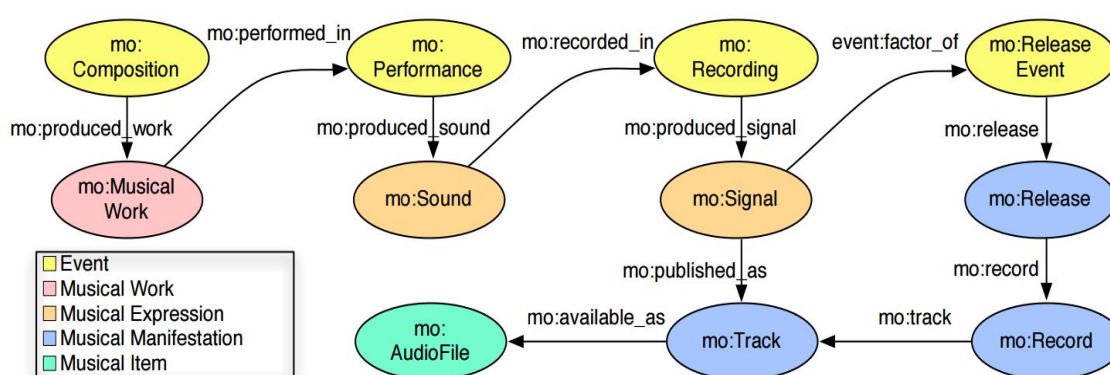 mo:
Composition
mo:performed_in
mo:
Performance
mo:recorded_in
mo:
Recording
event:factor_of
mo:Release
Event
mo:produced_work
mo:produced_sound
mo:produced_signal
mo:release
mo:Musical
Work
mo:Sound
mo:Signal
mo:Release
mo:published_as
mo:record
Event
Musical Work
Musical Expression
Musical Manifestation
Musical Item
mo:
AudioFile
mo:available_as
mo:Track
mo:track
mo:Record